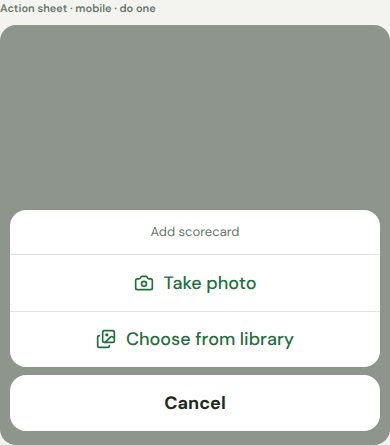 Action sheet · mobile · do one
Add scorecard
Take photo
Choose from library
Cancel